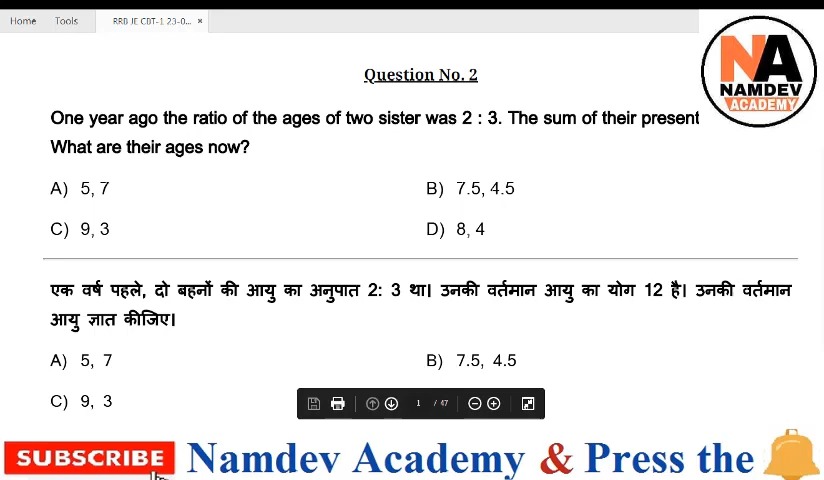 Home Tools RRB JE CBT-1 23-0... ×
NA
NAMDEV
ACADEMY
Question No. 2
One year ago the ratio of the ages of two sister was 2 : 3. The sum of their present
What are their ages now?
A) 5, 7 B) 7.5, 4.5
C) 9, 3 D) 8, 4
एक वर्ष पहले, दो बहनों की आयु का अनुपात 2: 3 था। उनकी वर्तमान आयु का योग 12 है। उनकी वर्तमान
आयु ज्ञात कीजिए।
A) 5, 7 B) 7.5, 4.5
C) 9, 3
1 / 47
SUBSCRIBE Namdev Academy & Press the